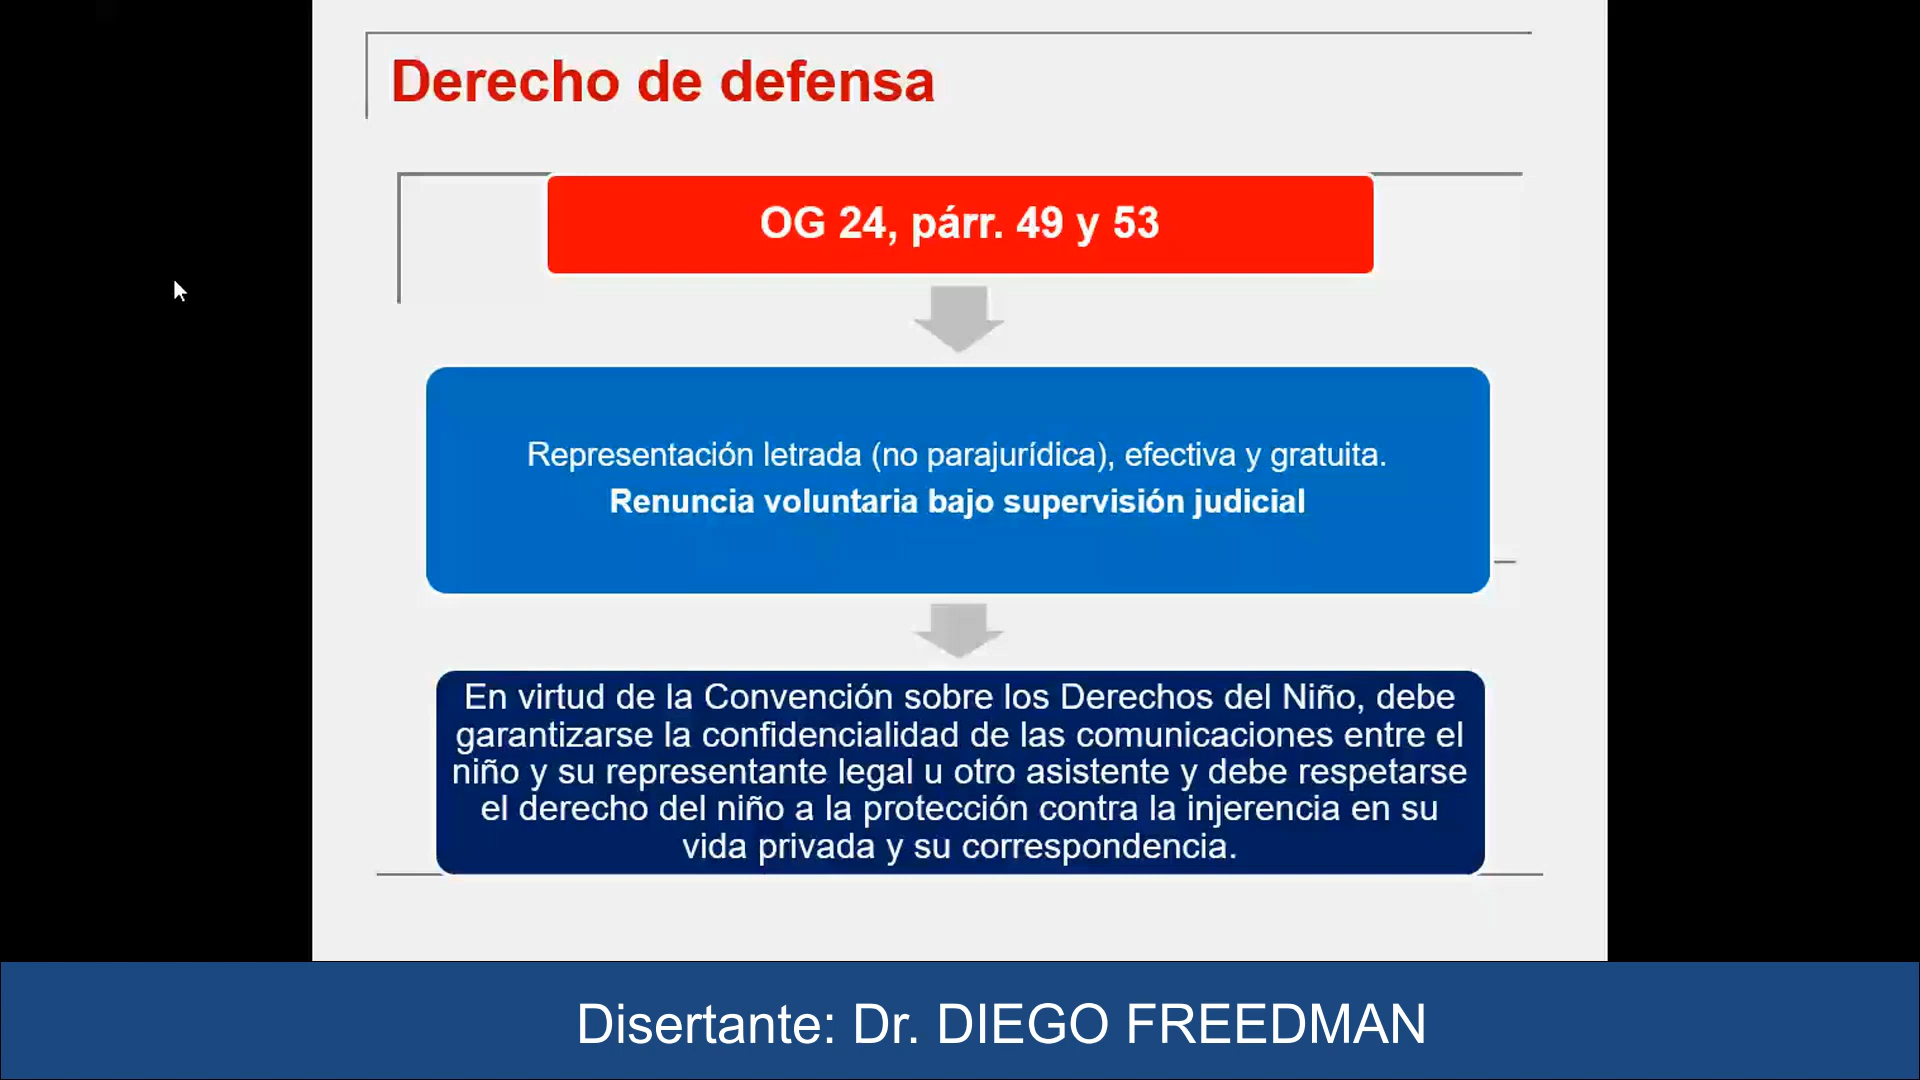 Derecho de defensa
OG 24, párr. 49 y 53
Representación letrada (no parajurídica), efectiva y gratuita.
Renuncia voluntaria bajo supervisión judicial
En virtud de la Convención sobre los Derechos del Niño, debe
garantizarse la confidencialidad de las comunicaciones entre el
niño y su representante legal u otro asistente y debe respetarse
el derecho del niño a la protección contra la injerencia en su
vida privada y su correspondencia.
Disertante: Dr. DIEGO FREEDMAN